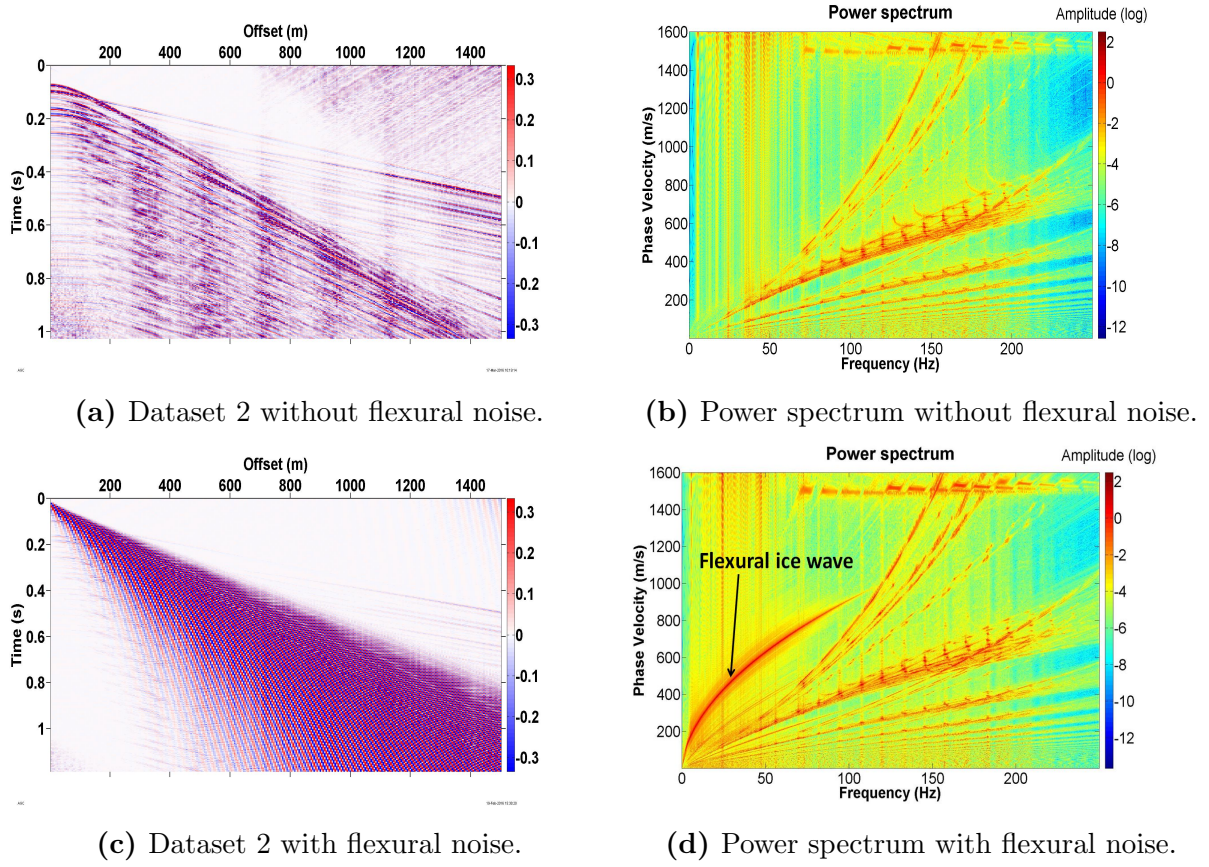 Offset (m)
200 400 600 800 1000 1200 1400
0
0.2
0.4
0.6
0.8
1
Time (s)
0.3
0.2
0.1
0
-0.1
-0.2
-0.3
AGC
(a) Dataset 2 without flexural noise.
Power spectrum
Amplitude (log)
1600
1400
1200
1000
800
600
400
200
Phase Velocity (m/s)
0 50 100 150 200
Frequency (Hz)
2
0
-2
-4
-6
-8
-10
-12
(b) Power spectrum without flexural noise.
Offset (m)
200 400 600 800 1000 1200 1400
0
0.2
0.4
0.6
0.8
1
Time (s)
0.3
0.2
0.1
0
-0.1
-0.2
-0.3
AGC
(c) Dataset 2 with flexural noise.
Power spectrum
Amplitude (log)
1600
1400
1200
1000
800
600
400
200
Phase Velocity (m/s)
Flexural ice wave
0 50 100 150 200
Frequency (Hz)
2
0
-2
-4
-6
-8
-10
-12
(d) Power spectrum with flexural noise.